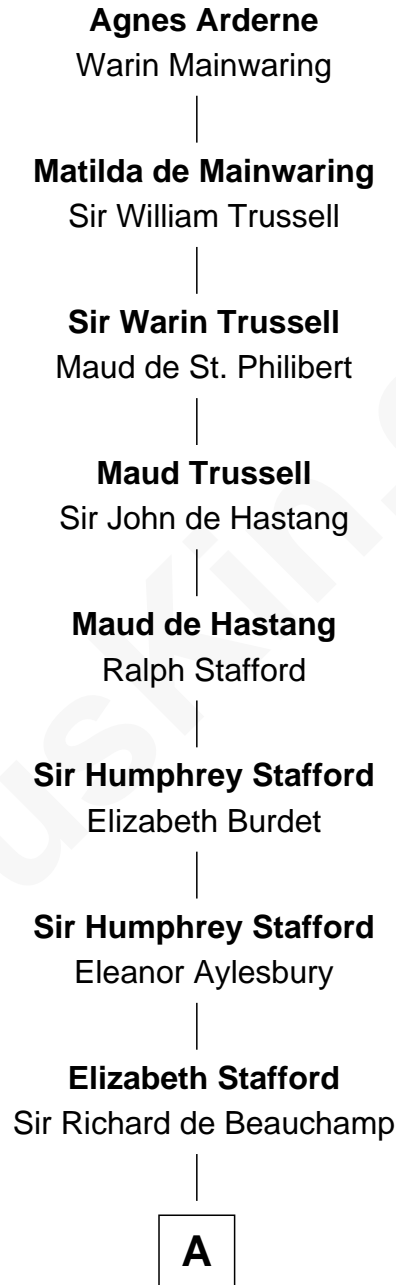 Agnes Arderne
Warin Mainwaring
Matilda de Mainwaring
Sir William Trussell
Sir Warin Trussell
Maud de St. Philibert
Maud Trussell
Sir John de Hastang
Maud de Hastang
Ralph Stafford
Sir Humphrey Stafford
Elizabeth Burdet
Sir Humphrey Stafford
Eleanor Aylesbury
Elizabeth Stafford
Sir Richard de Beauchamp
A